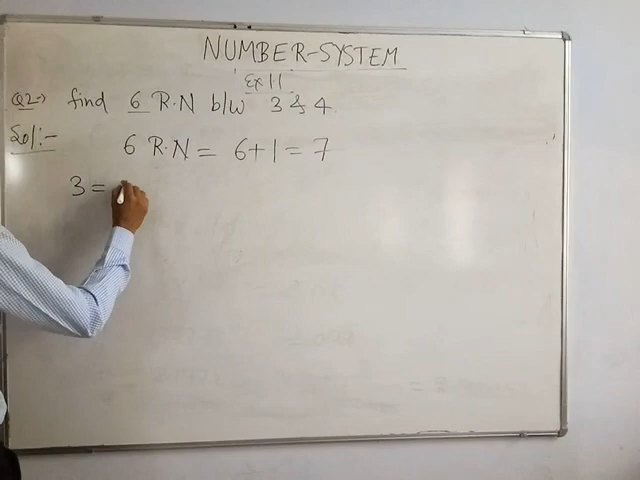 NUMBER-SYSTEM
Ex 1.1
Q2→ find 6 R.N b/w 3 & 4
Sol:-
6 R.N = 6+1 = 7
3 =